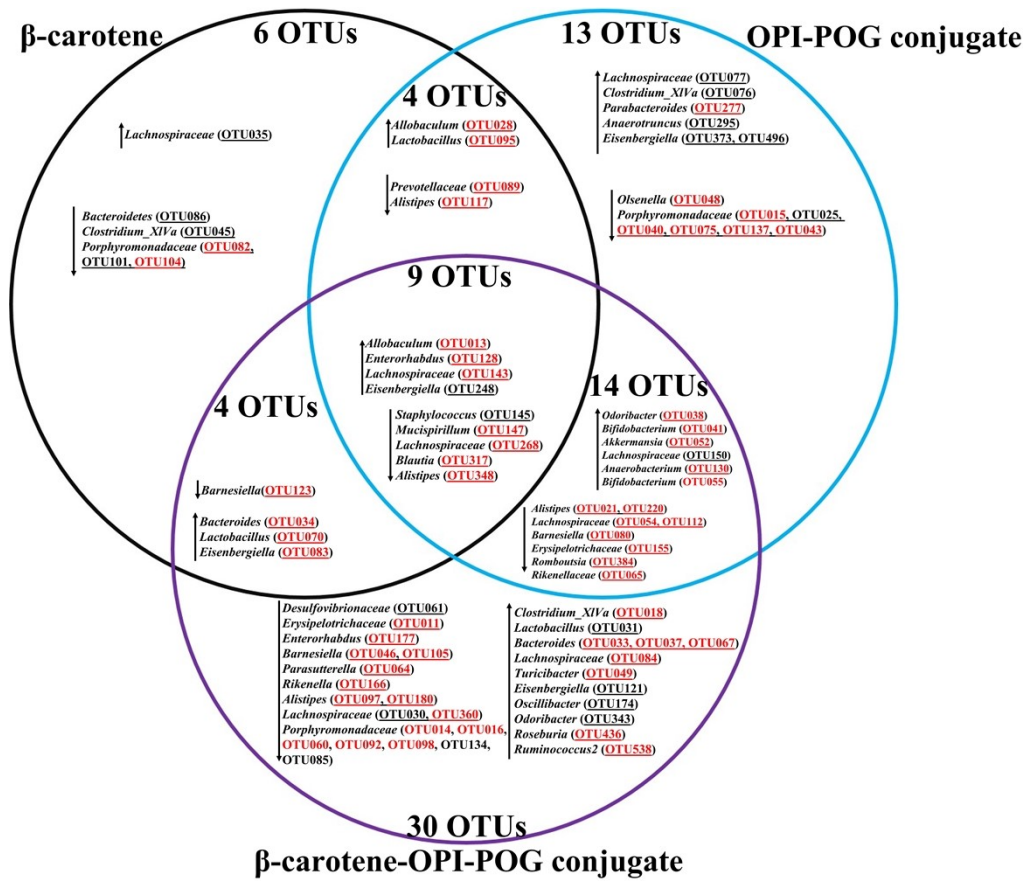 β-carotene
6 OTUs
13 OTUs
OPI-POG conjugate
Lachnospiraceae (OTU035)
Bacteroidetes (OTU086)
Clostridium_XIVa (OTU045)
Porphyromonadaceae (OTU082,
OTU101, OTU104)
4 OTUs
Allobaculum (OTU028)
Lactobacillus (OTU095)
Prevotellaceae (OTU089)
Alistipes (OTU117)
Lachnospiraceae (OTU077)
Clostridium_XIVa (OTU076)
Parabacteroides (OTU277)
Anaerotruncus (OTU295)
Eisenbergiella (OTU373, OTU496)
Olsenella (OTU048)
Porphyromonadaceae (OTU015, OTU025,
OTU040, OTU075, OTU137, OTU043)
9 OTUs
Allobaculum (OTU013)
Enterorhabdus (OTU128)
Lachnospiraceae (OTU143)
Eisenbergiella (OTU248)
Staphylococcus (OTU145)
Mucispirillum (OTU147)
Lachnospiraceae (OTU268)
Blautia (OTU317)
Alistipes (OTU348)
4 OTUs
Barnesiella(OTU123)
Bacteroides (OTU034)
Lactobacillus (OTU070)
Eisenbergiella (OTU083)
14 OTUs
Odoribacter (OTU038)
Bifidobacterium (OTU041)
Akkermansia (OTU052)
Lachnospiraceae (OTU150)
Anaerobacterium (OTU130)
Bifidobacterium (OTU055)
Alistipes (OTU021, OTU220)
Lachnospiraceae (OTU054, OTU112)
Barnesiella (OTU080)
Erysipelotrichaceae (OTU155)
Romboutsia (OTU384)
Rikenellaceae (OTU065)
Desulfovibrionaceae (OTU061)
Erysipelotrichaceae (OTU011)
Enterorhabdus (OTU177)
Barnesiella (OTU046, OTU105)
Parasutterella (OTU064)
Rikenella (OTU166)
Alistipes (OTU097, OTU180)
Lachnospiraceae (OTU030, OTU360)
Porphyromonadaceae (OTU014, OTU016,
OTU060, OTU092, OTU098, OTU134,
OTU085)
Clostridium_XIVa (OTU018)
Lactobacillus (OTU031)
Bacteroides (OTU033, OTU037, OTU067)
Lachnospiraceae (OTU084)
Turicibacter (OTU049)
Eisenbergiella (OTU121)
Oscillibacter (OTU174)
Odoribacter (OTU343)
Roseburia (OTU436)
Ruminococcus2 (OTU538)
30 OTUs
β-carotene-OPI-POG conjugate